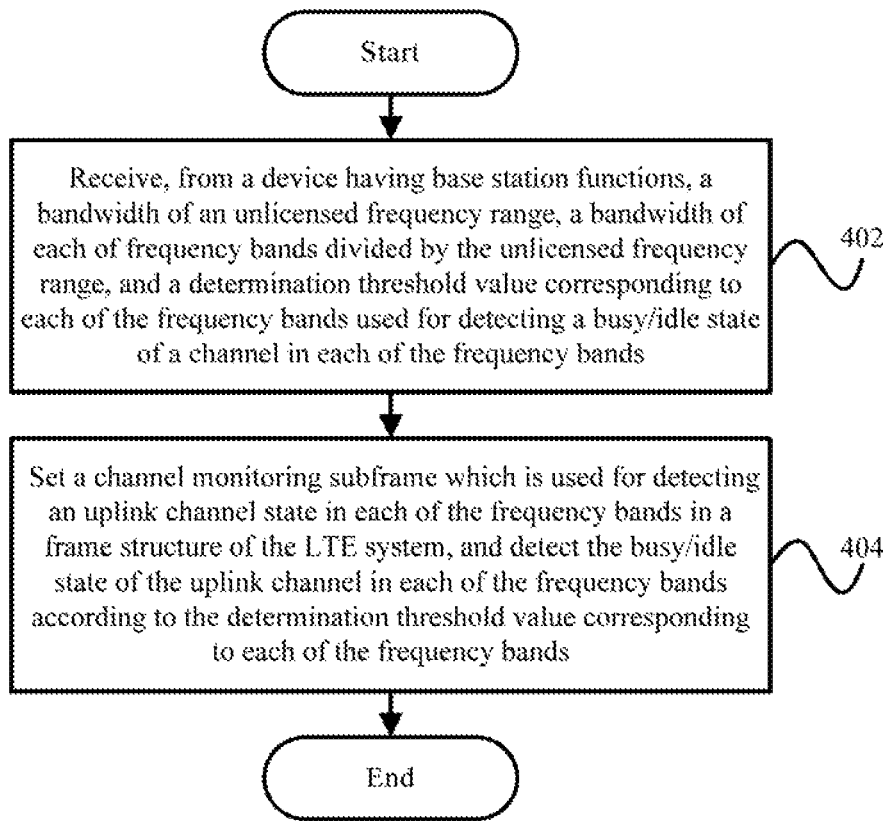 Start
Receive, from a device having base station functions, a
bandwidth of an unlicensed frequency range, a bandwidth of
each of frequency bands divided by the unlicensed frequency
range, and a determination threshold value corresponding to
each of the frequency bands used for detecting a busy/idle state
of a channel in each of the frequency bands
402
Set a channel monitoring subframe which is used for detecting
an uplink channel state in each of the frequency bands in a
frame structure of the LTE system, and detect the busy/idle
state of the uplink channel in each of the frequency bands
according to the determination threshold value corresponding
to each of the frequency bands
404
End